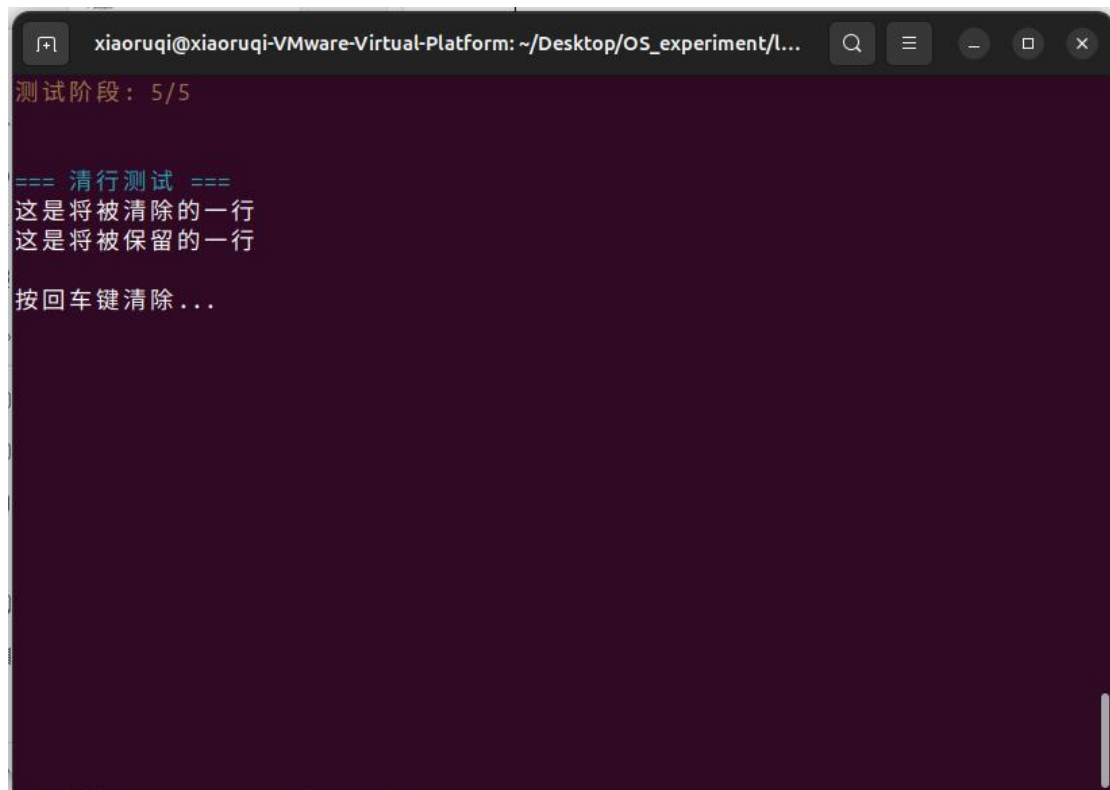 xiaoruqi@xiaoruqi-VMware-Virtual-Platform: ~/Desktop/OS_experiment/l...
测试阶段: 5/5
=== 清行测试 ===
这是将被清除的一行
这是将被保留的一行
按回车键清除...